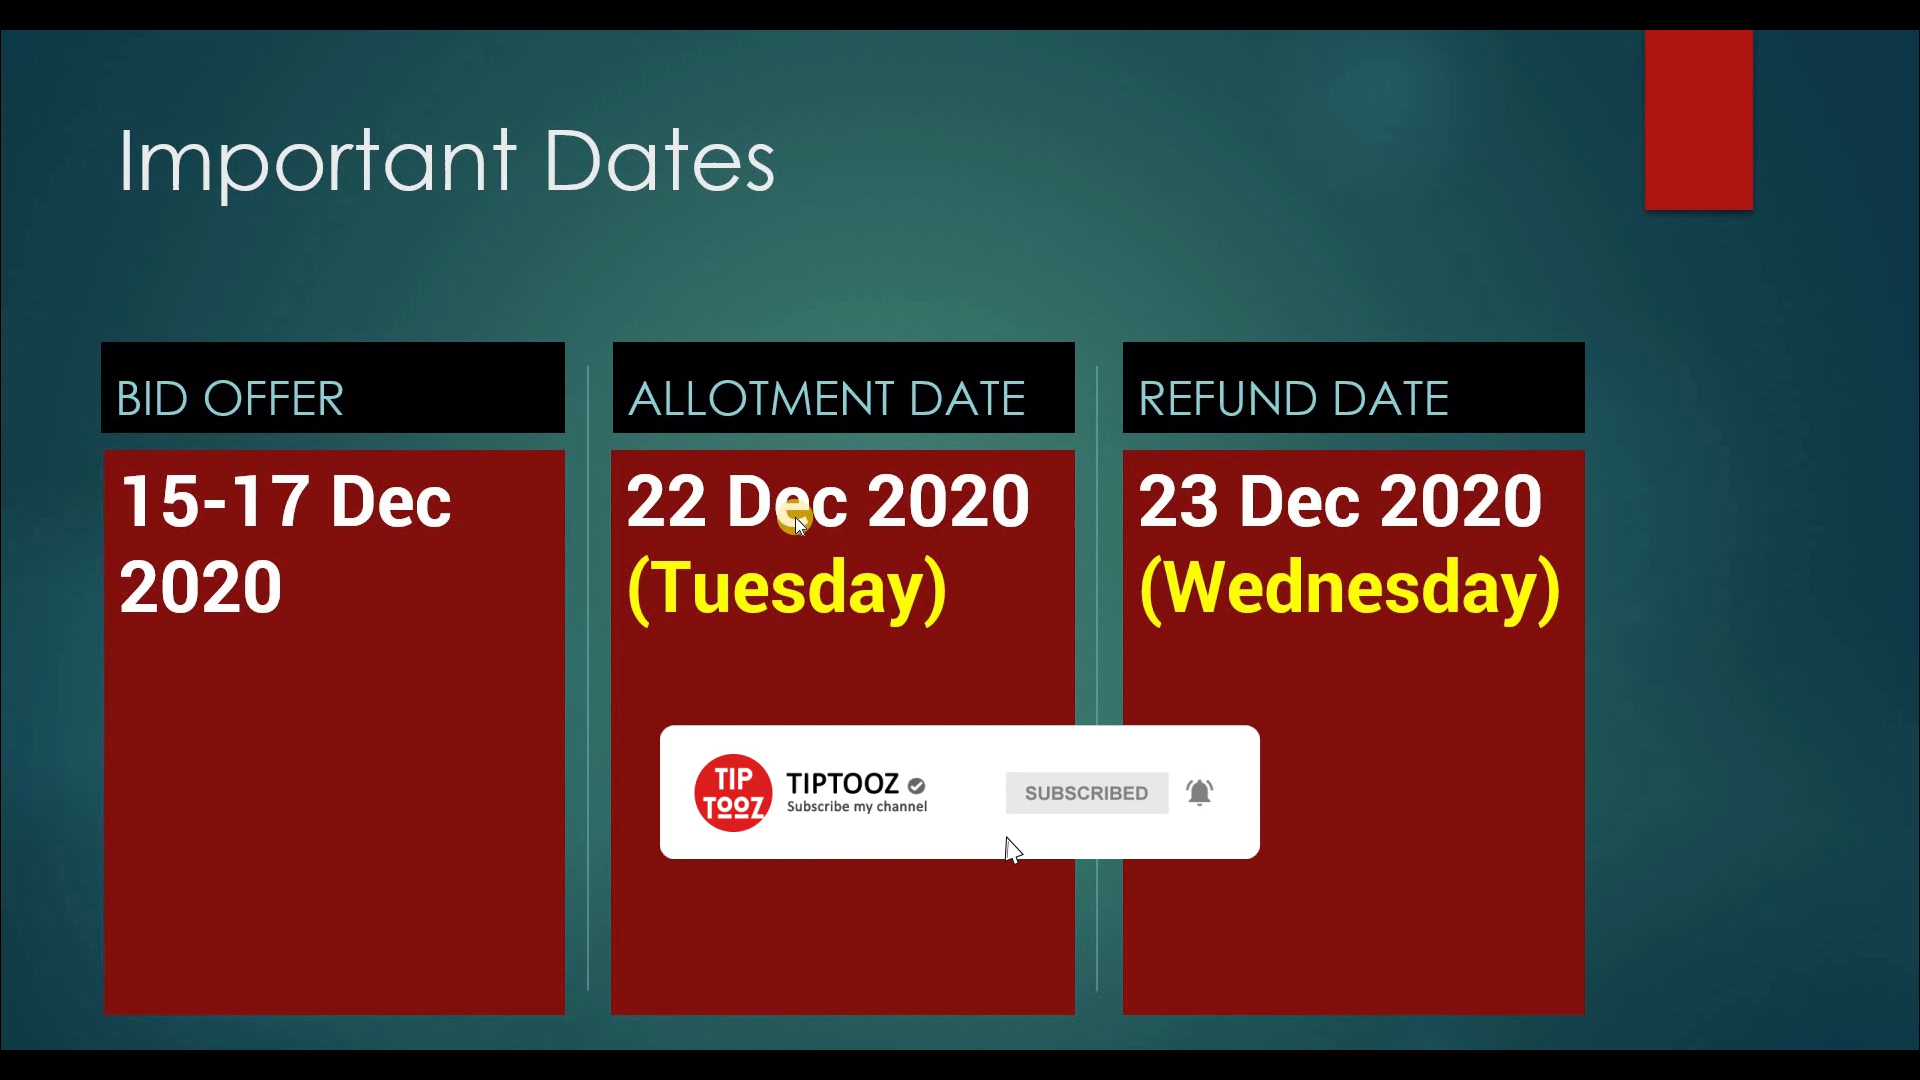 Important Dates
BID OFFER
15-17 Dec
2020
ALLOTMENT DATE
22 Dec 2020
(Tuesday)
REFUND DATE
23 Dec 2020
(Wednesday)
TIP
TOOZ
TIPTOOZ
Subscribe my channel
SUBSCRIBED